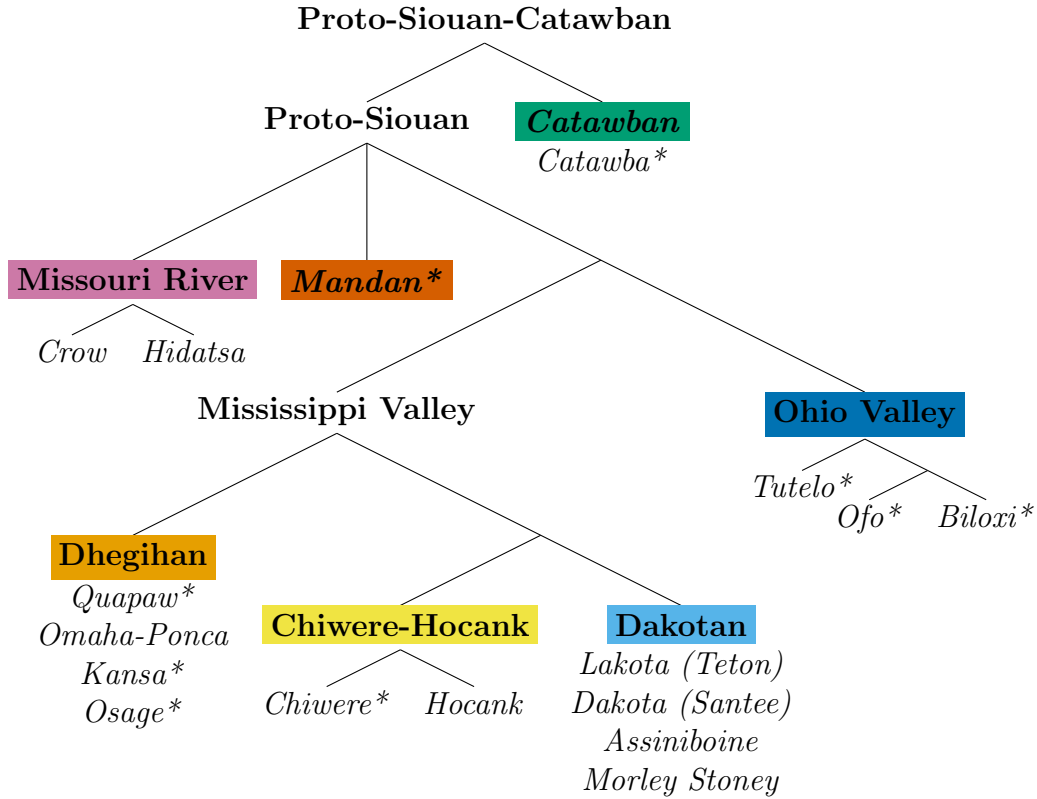 Proto-Siouan-Catawban
Proto-Siouan
Catawban
Catawba*
Missouri River
Mandan*
Crow
Hidatsa
Mississippi Valley
Ohio Valley
Tutelo*
Ofo*
Biloxi*
Dhegihan
Quapaw*
Omaha-Ponca
Kansa*
Osage*
Chiwere-Hocank
Chiwere*
Hocank
Dakotan
Lakota (Teton)
Dakota (Santee)
Assiniboine
Morley Stoney